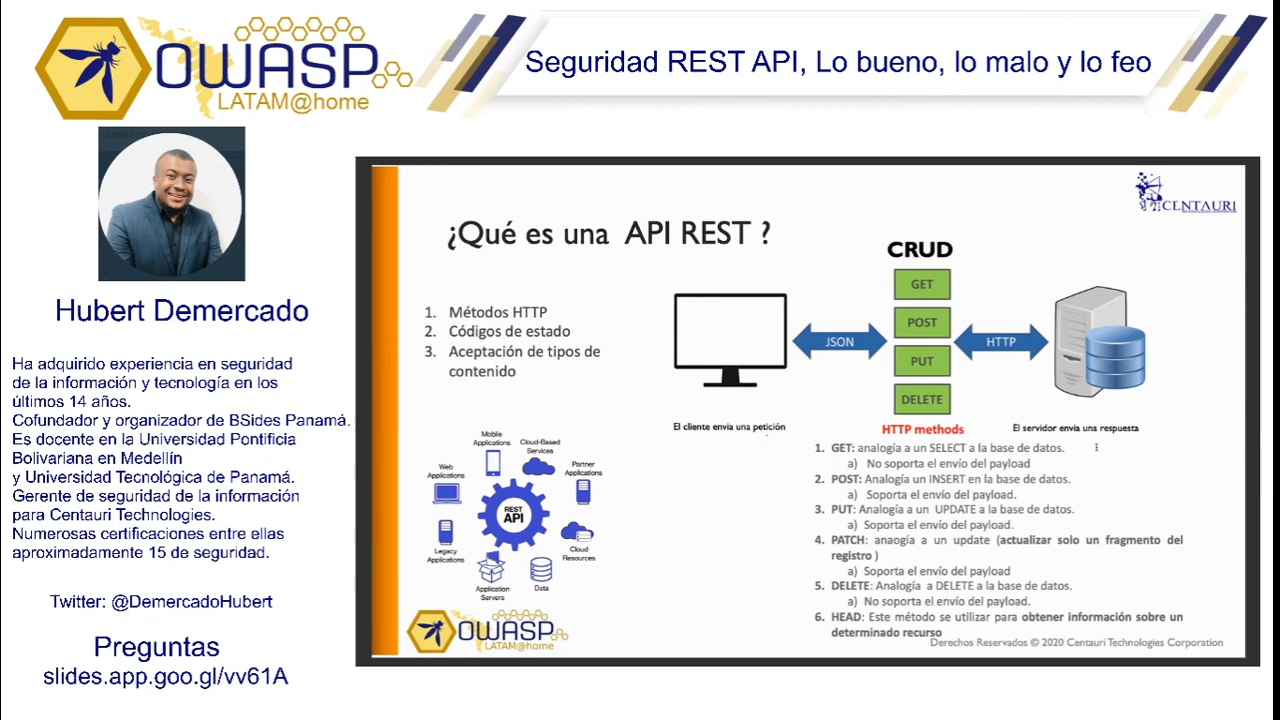 OWASP
LATAM@home
Seguridad REST API, Lo bueno, lo malo y lo feo
Hubert Demercado
Ha adquirido experiencia en seguridad
de la información y tecnología en los
últimos 14 años.
Cofundador y organizador de BSides Panamá.
Es docente en la Universidad Pontificia
Bolivariana en Medellín
y Universidad Tecnológica de Panamá.
Gerente de seguridad de la información
para Centauri Technologies.
Numerosas certificaciones entre ellas
aproximadamente 15 de seguridad.
Twitter: @DemercadoHubert
Preguntas
slides.app.goo.gl/vv61A
CENTAURI
¿Qué es una API REST ?
1. Métodos HTTP
2. Códigos de estado
3. Aceptación de tipos de
contenido
CRUD
GET
POST
PUT
DELETE
JSON
HTTP
El cliente envia una petición
HTTP methods
El servidor envia una respuesta
Mobile
Applications
Cloud-Based
Services
Web
Applications
Partner
Applications
REST
API
Legacy
Applications
Cloud
Resources
Application
Servers
Data
1. GET: analogía a un SELECT a la base de datos.
a) No soporta el envío del payload
2. POST: Analogía un INSERT en la base de datos.
a) Soporta el envío del payload.
3. PUT: Analogía a un UPDATE a la base de datos.
a) Soporta el envío del payload.
4. PATCH: anaogía a un update (actualizar solo un fragmento del
registro )
a) Soporta el envío del payload
5. DELETE: Analogía a DELETE a la base de datos.
a) No soporta el envío del payload.
6. HEAD: Este método se utilizar para obtener información sobre un
determinado recurso
OWASP
LATAM@home
Derechos Reservados © 2020 Centauri Technologies Corporation